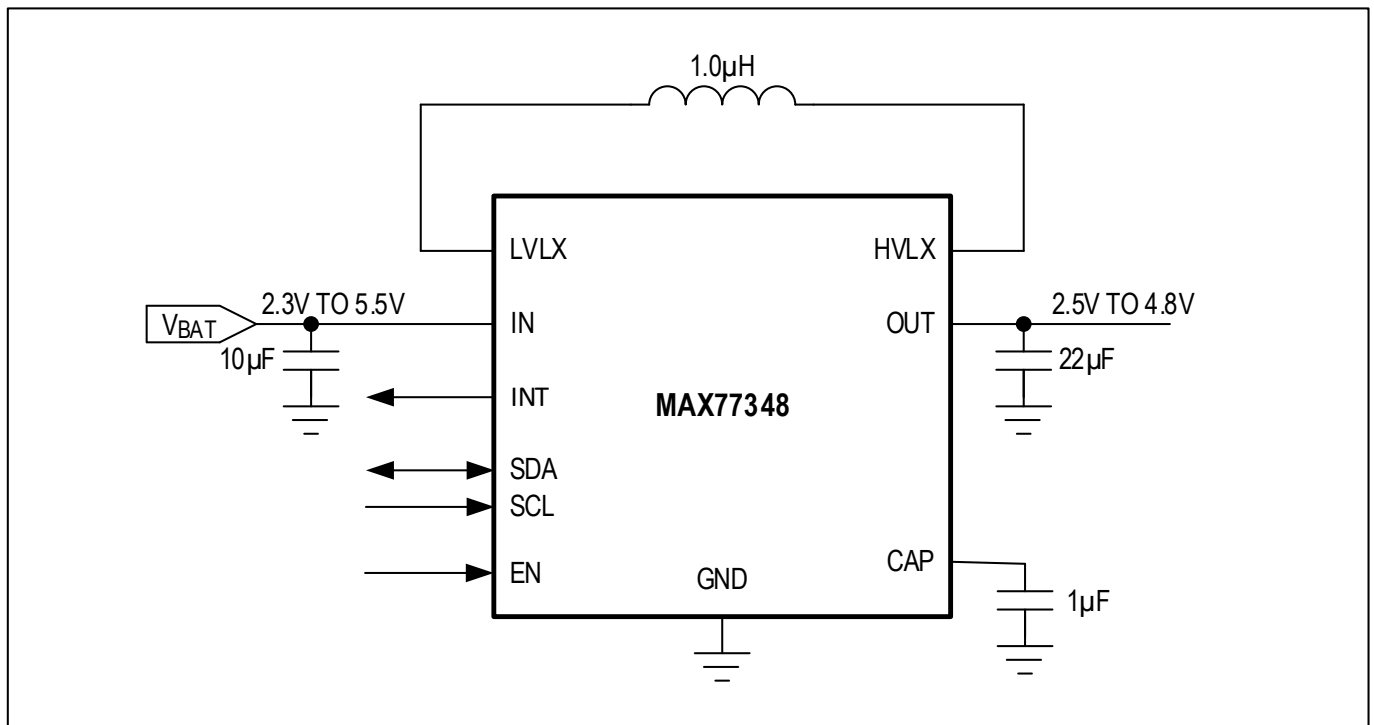 1.0µH
LVLX
HVLX
2.3V TO 5.5V
VBAT
IN
OUT
2.5V TO 4.8V
10µF
22µF
INT
MAX77348
SDA
SCL
EN
GND
CAP
1µF